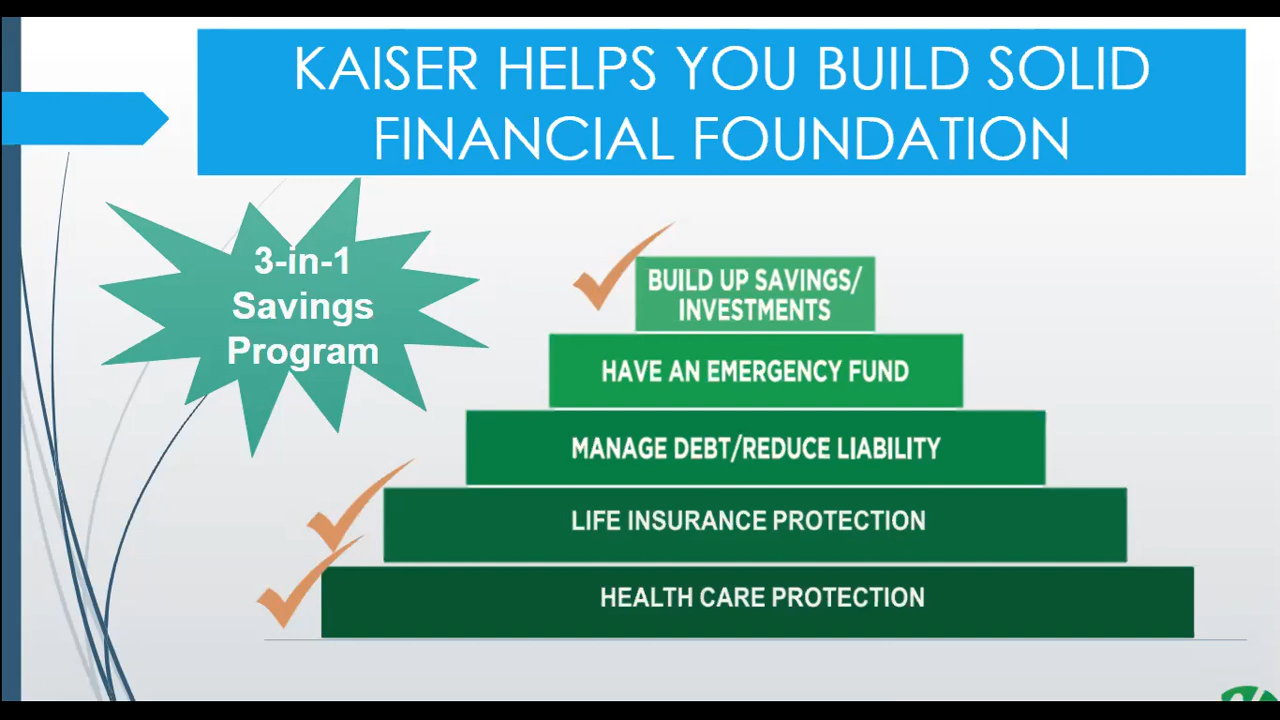 KAISER HELPS YOU BUILD SOLID
FINANCIAL FOUNDATION
3-in-1
Savings
Program
BUILD UP SAVINGS/
INVESTMENTS
HAVE AN EMERGENCY FUND
MANAGE DEBT/REDUCE LIABILITY
LIFE INSURANCE PROTECTION
HEALTH CARE PROTECTION